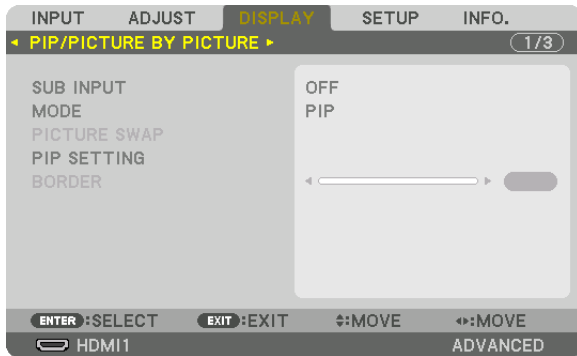 INPUT ADJUST DISPLAY SETUP INFO.
PIP/PICTURE BY PICTURE 1/3
SUB INPUT OFF
MODE PIP
PICTURE SWAP
PIP SETTING
BORDER
ENTER:SELECT EXIT:EXIT :MOVE :MOVE
HDMI1 ADVANCED